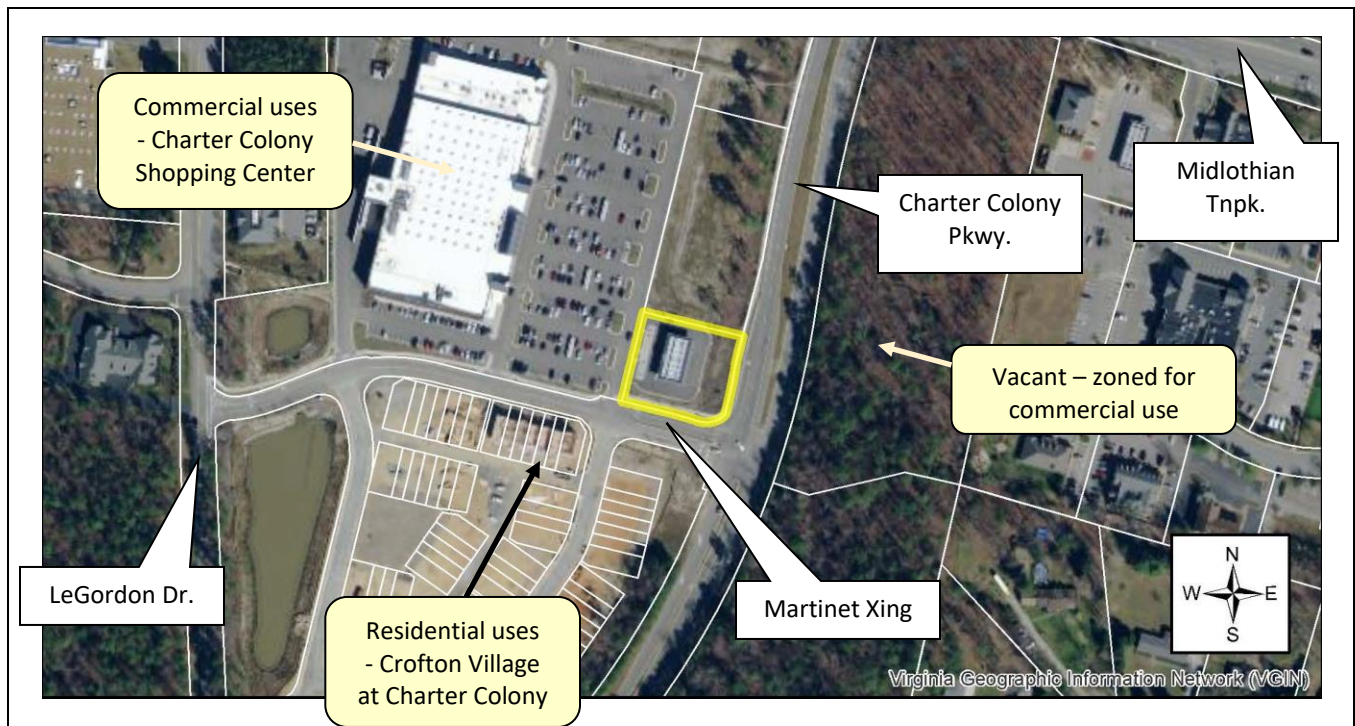 Commercial uses
- Charter Colony
Shopping Center
Midlothian
Tnpk.
Charter Colony
Pkwy.
Vacant – zoned for
commercial use
LeGordon Dr.
Residential uses
- Crofton Village
at Charter Colony
Martinet Xing
N
W E
S
Virginia Geographic Information Network (VGIN)